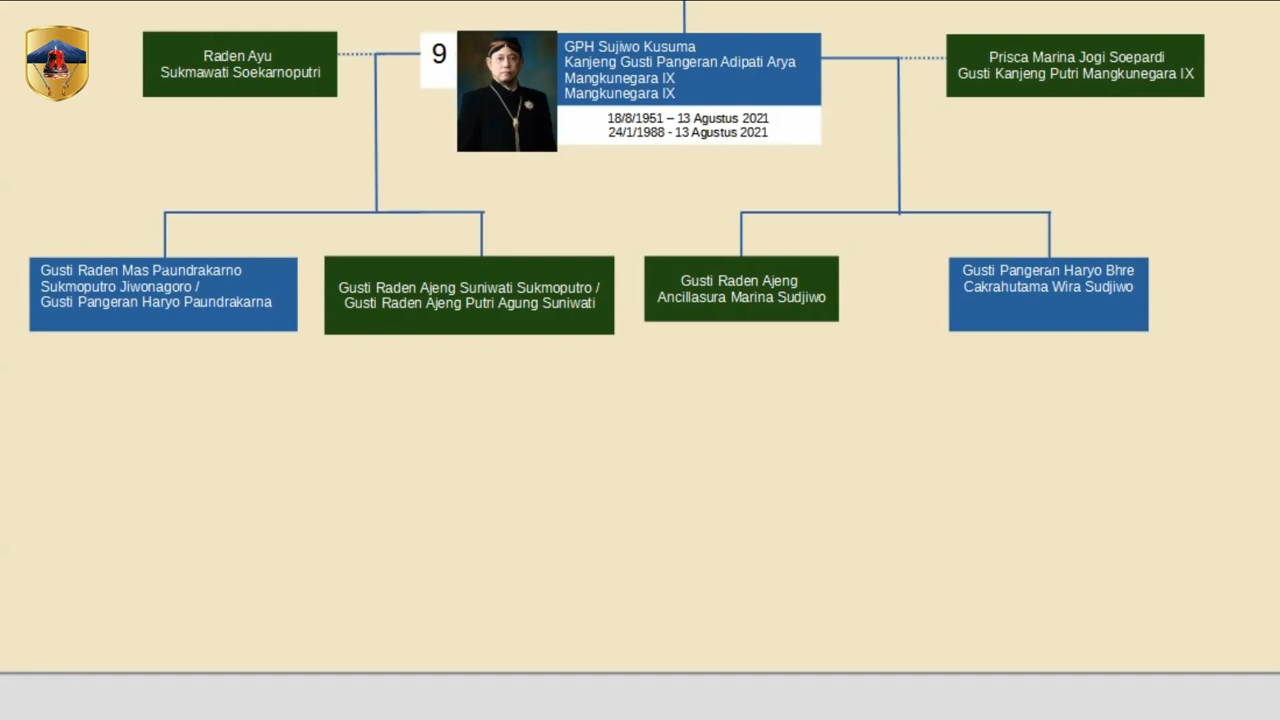 Raden Ayu
Sukmawati Soekarnoputri
9
GPH Sujiwo Kusuma
Kanjeng Gusti Pangeran Adipati Arya
Mangkunegara IX
Mangkunegara IX
18/8/1951 – 13 Agustus 2021
24/1/1988 - 13 Agustus 2021
Prisca Marina Jogi Soepardi
Gusti Kanjeng Putri Mangkunegara IX
Gusti Raden Mas Paundrakarno
Sukmoputro Jiwonagoro /
Gusti Pangeran Haryo Paundrakarna
Gusti Raden Ajeng Suniwati Sukmoputro /
Gusti Raden Ajeng Putri Agung Suniwati
Gusti Raden Ajeng
Ancillasura Marina Sudjiwo
Gusti Pangeran Haryo Bhre
Cakrahutama Wira Sudjiwo